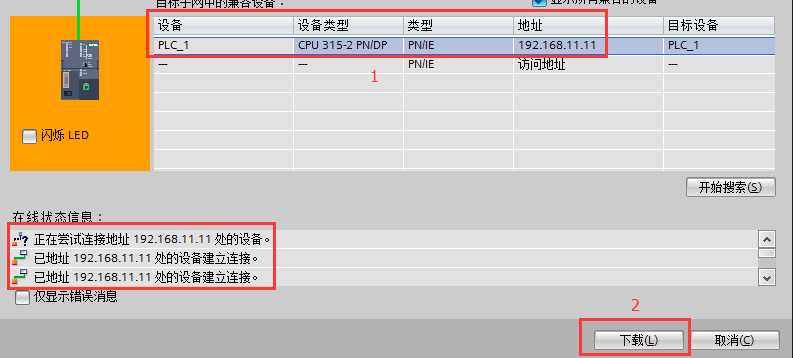 目标子网中的兼容设备：
显示所有兼容的设备
设备 设备类型 类型 地址 目标设备
PLC_1 CPU 315-2 PN/DP PN/IE 192.168.11.11 PLC_1
--- --- PN/IE 访问地址 ---
1
闪烁 LED
开始搜索(S)
在线状态信息：
正在尝试连接地址 192.168.11.11 处的设备。
已地址 192.168.11.11 处的设备建立连接。
已地址 192.168.11.11 处的设备建立连接。
仅显示错误消息
2
下载(L) 取消(C)